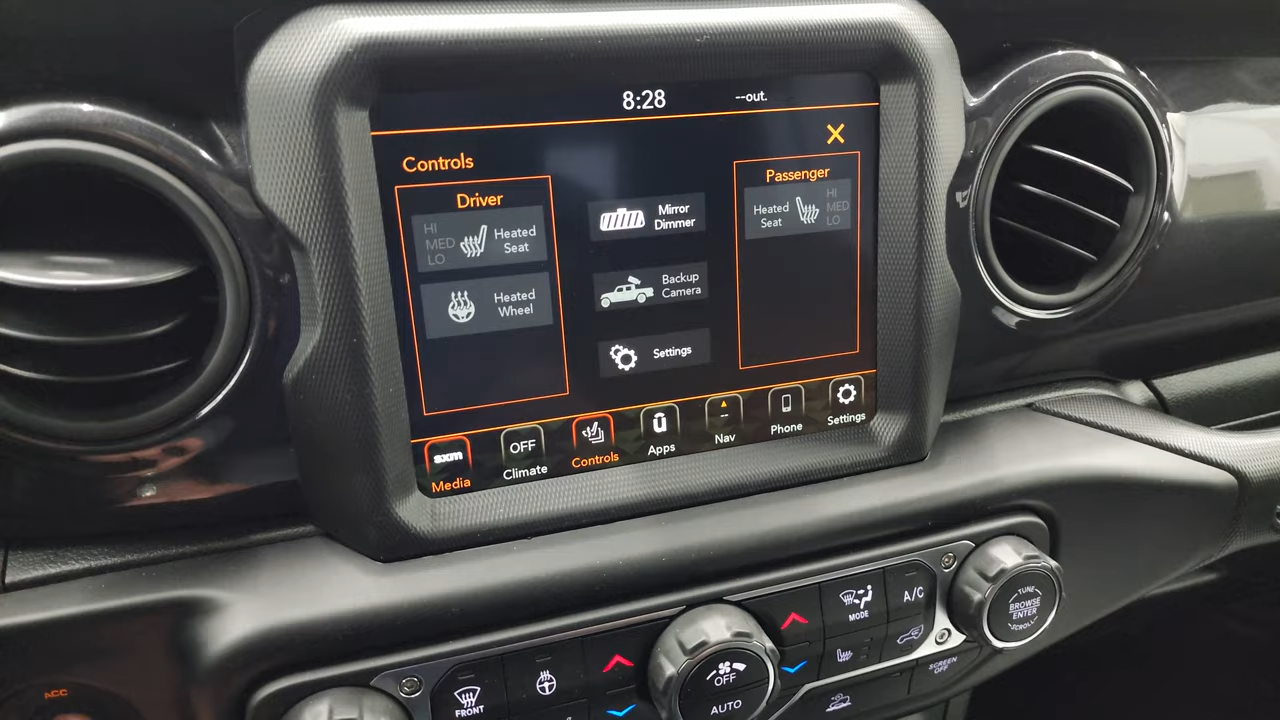 8:28
--out.
Controls
Driver
HI
MED
LO
Heated
Seat
Heated
Wheel
Mirror
Dimmer
Backup
Camera
Settings
Passenger
Heated
Seat
HI
MED
LO
sxm
Media
OFF
Climate
Controls
ū
Apps
--
Nav
Phone
Settings
ACC
FRONT
OFF
AUTO
MODE
A/C
SCREEN
OFF
TUNE
BROWSE
ENTER
SCROLL